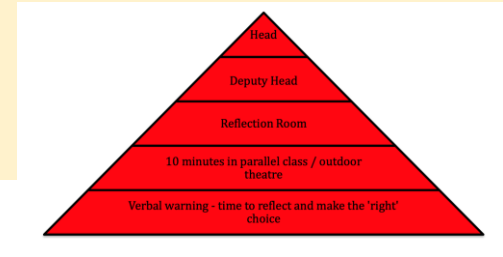 Head
Deputy Head
Reflection Room
10 minutes in parallel class / outdoor
theatre
Verbal warning - time to reflect and make the 'right'
choice